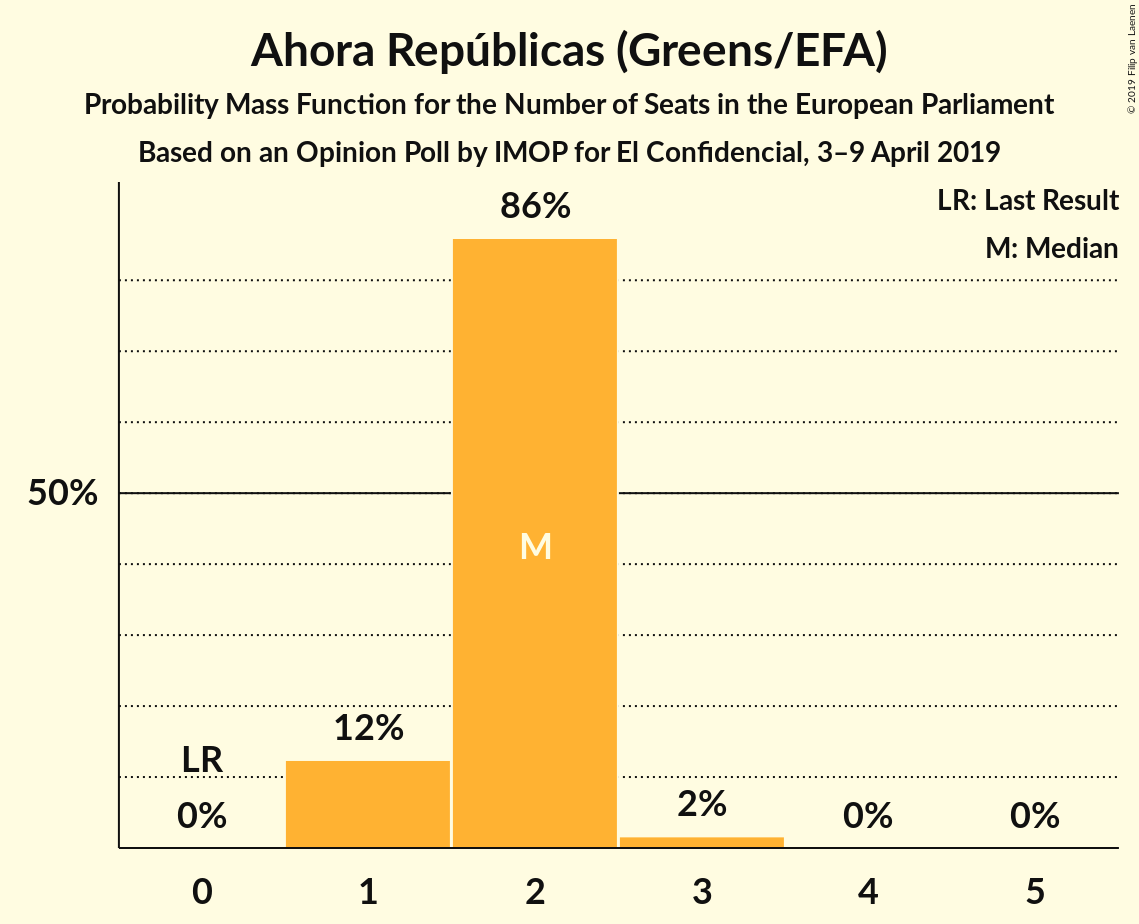 Ahora Repúblicas (Greens/EFA)
Probability Mass Function for the Number of Seats in the European Parliament
Based on an Opinion Poll by IMOP for El Confidencial, 3–9 April 2019
© 2019 Filip van Laenen
LR: Last Result
M: Median
86%
50%
M
12%
LR
0%
2%
0%
0%
0 1 2 3 4 5